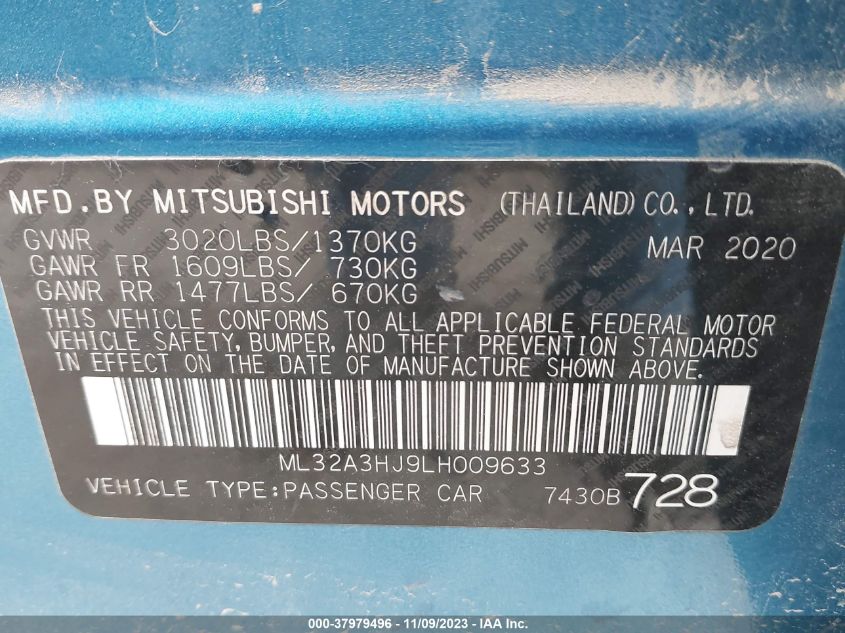 MFD.BY MITSUBISHI MOTORS (THAILAND)CO.,LTD.
GVWR 3020LBS/1370KG MAR 2020
GAWR FR 1609LBS/ 730KG
GAWR RR 1477LBS/ 670KG
THIS VEHICLE CONFORMS TO ALL APPLICABLE FEDERAL MOTOR
VEHICLE SAFETY, BUMPER, AND THEFT PREVENTION STANDARDS
IN EFFECT ON THE DATE OF MANUFACTURE SHOWN ABOVE.
ML32A3HJ9LH009633
VEHICLE TYPE:PASSENGER CAR 7430B 728
000-37979496 - 11/09/2023 - IAA Inc.